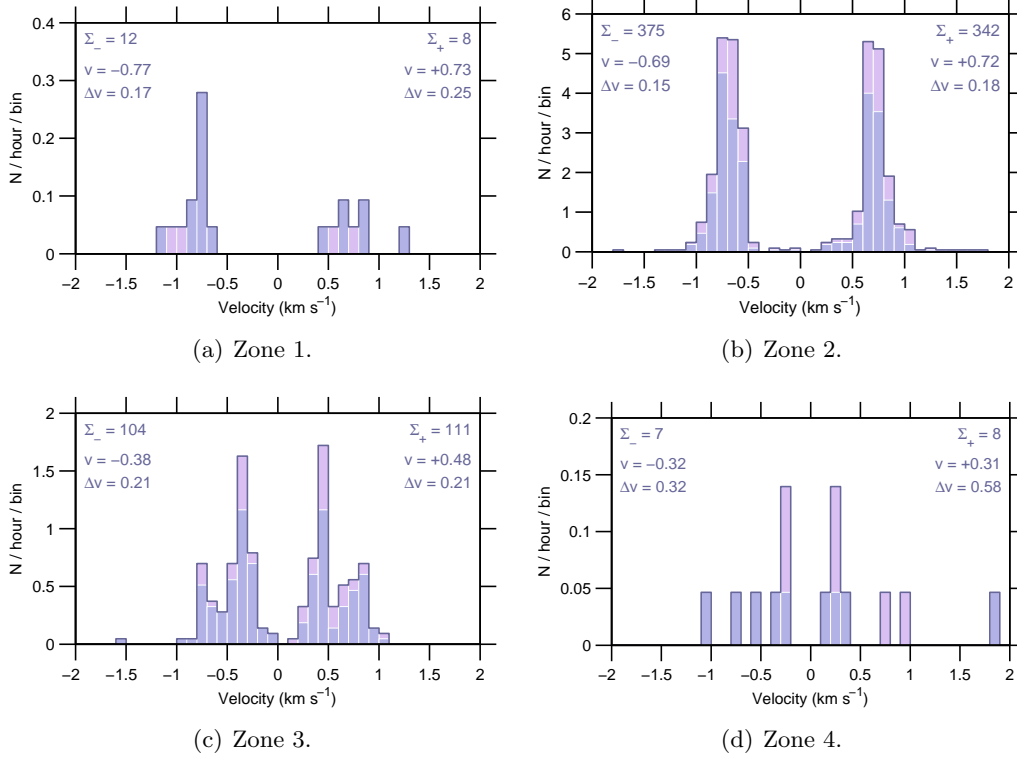 0.4
0.3
0.2
0.1
0
N / hour / bin
Σ_− = 12
v = −0.77
Δv = 0.17
Σ_+ = 8
v = +0.73
Δv = 0.25
−2 −1.5 −1 −0.5 0 0.5 1 1.5 2
Velocity (km s⁻¹)
(a) Zone 1.
6
5
4
3
2
1
0
N / hour / bin
Σ_− = 375
v = −0.69
Δv = 0.15
Σ_+ = 342
v = +0.72
Δv = 0.18
−2 −1.5 −1 −0.5 0 0.5 1 1.5 2
Velocity (km s⁻¹)
(b) Zone 2.
2
1.5
1
0.5
0
N / hour / bin
Σ_− = 104
v = −0.38
Δv = 0.21
Σ_+ = 111
v = +0.48
Δv = 0.21
−2 −1.5 −1 −0.5 0 0.5 1 1.5 2
Velocity (km s⁻¹)
(c) Zone 3.
0.2
0.15
0.1
0.05
0
N / hour / bin
Σ_− = 7
v = −0.32
Δv = 0.32
Σ_+ = 8
v = +0.31
Δv = 0.58
−2 −1.5 −1 −0.5 0 0.5 1 1.5 2
Velocity (km s⁻¹)
(d) Zone 4.